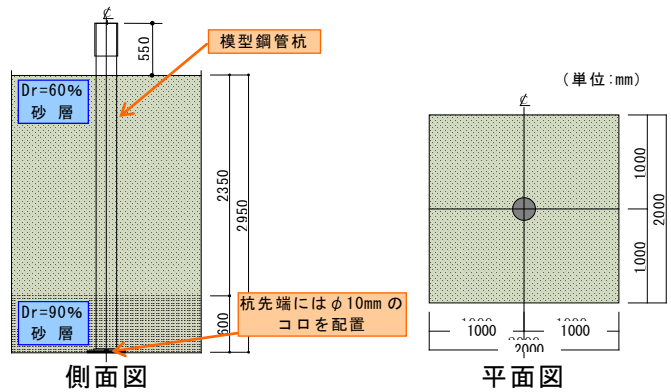 ℄
550
模型鋼管杭
Dr=60%
砂 層
(単位:mm)
℄
2350
2950
1000
1000
2000
Dr=90%
砂 層
600
杭先端にはφ10mmの
コロを配置
1000
1000
2000
側面図
平面図